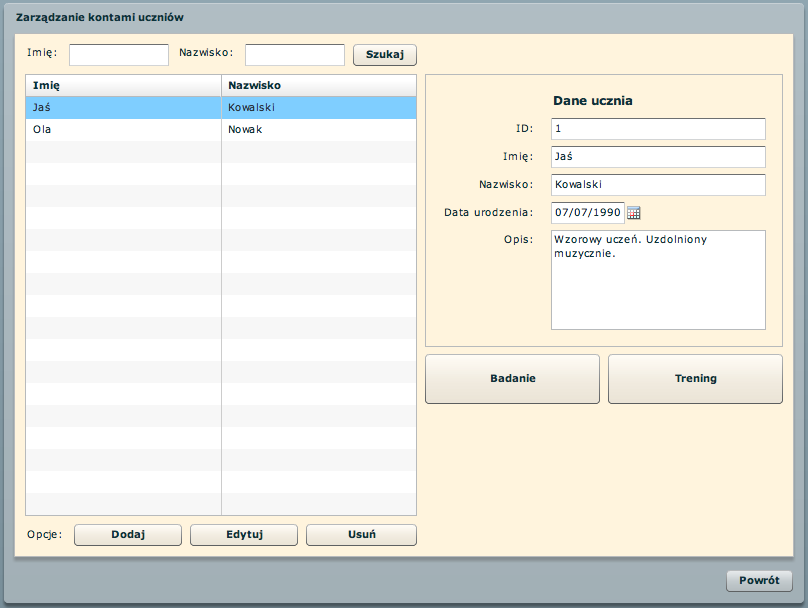 Zarządzanie kontami uczniów
Imię: Nazwisko: Szukaj
Imię Nazwisko
Jaś Kowalski
Ola Nowak
Dane ucznia
ID: 1
Imię: Jaś
Nazwisko: Kowalski
Data urodzenia: 07/07/1990
Opis: Wzorowy uczeń. Uzdolniony
muzycznie.
Badanie Trening
Opcje: Dodaj Edytuj Usuń
Powrót